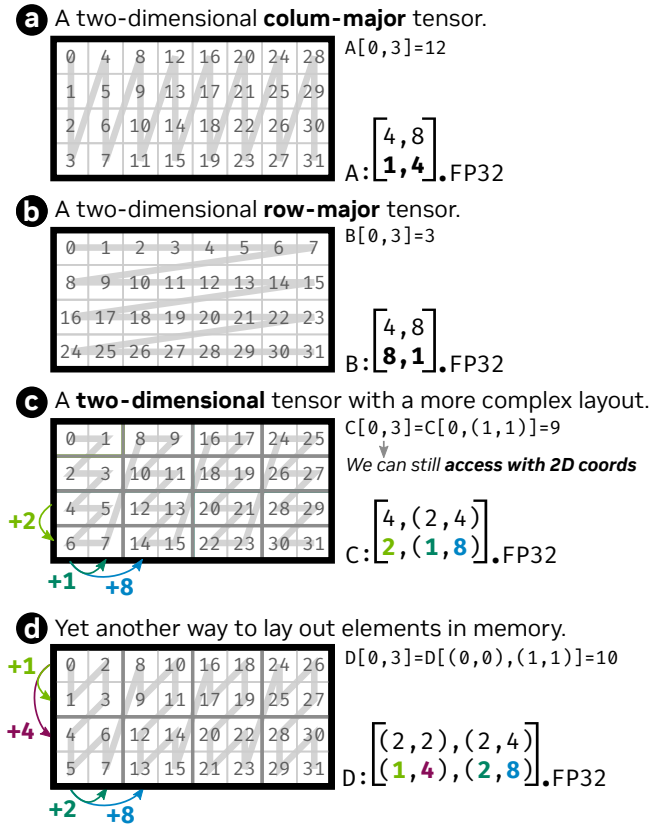 a A two-dimensional colum-major tensor.
0 4 8 12 16 20 24 28
A[0,3]=12
1 5 9 13 17 21 25 29
2 6 10 14 18 22 26 30
3 7 11 15 19 23 27 31
4,8
A:[1,4].FP32
b A two-dimensional row-major tensor.
0 1 2 3 4 5 6 7
B[0,3]=3
8 9 10 11 12 13 14 15
16 17 18 19 20 21 22 23
24 25 26 27 28 29 30 31
4,8
B:[8,1].FP32
c A two-dimensional tensor with a more complex layout.
0 1 8 9 16 17 24 25
C[0,3]=C[0,(1,1)]=9
2 3 10 11 18 19 26 27
We can still access with 2D coords
4 5 12 13 20 21 28 29
+2
6 7 14 15 22 23 30 31
4,(2,4)
C:[2,(1,8)].FP32
+1 +8
d Yet another way to lay out elements in memory.
+1
0 2 8 10 16 18 24 26
D[0,3]=D[(0,0),(1,1)]=10
1 3 9 11 17 19 25 27
+4
4 6 12 14 20 22 28 30
5 7 13 15 21 23 29 31
(2,2),(2,4)
D:[(1,4),(2,8)].FP32
+2 +8